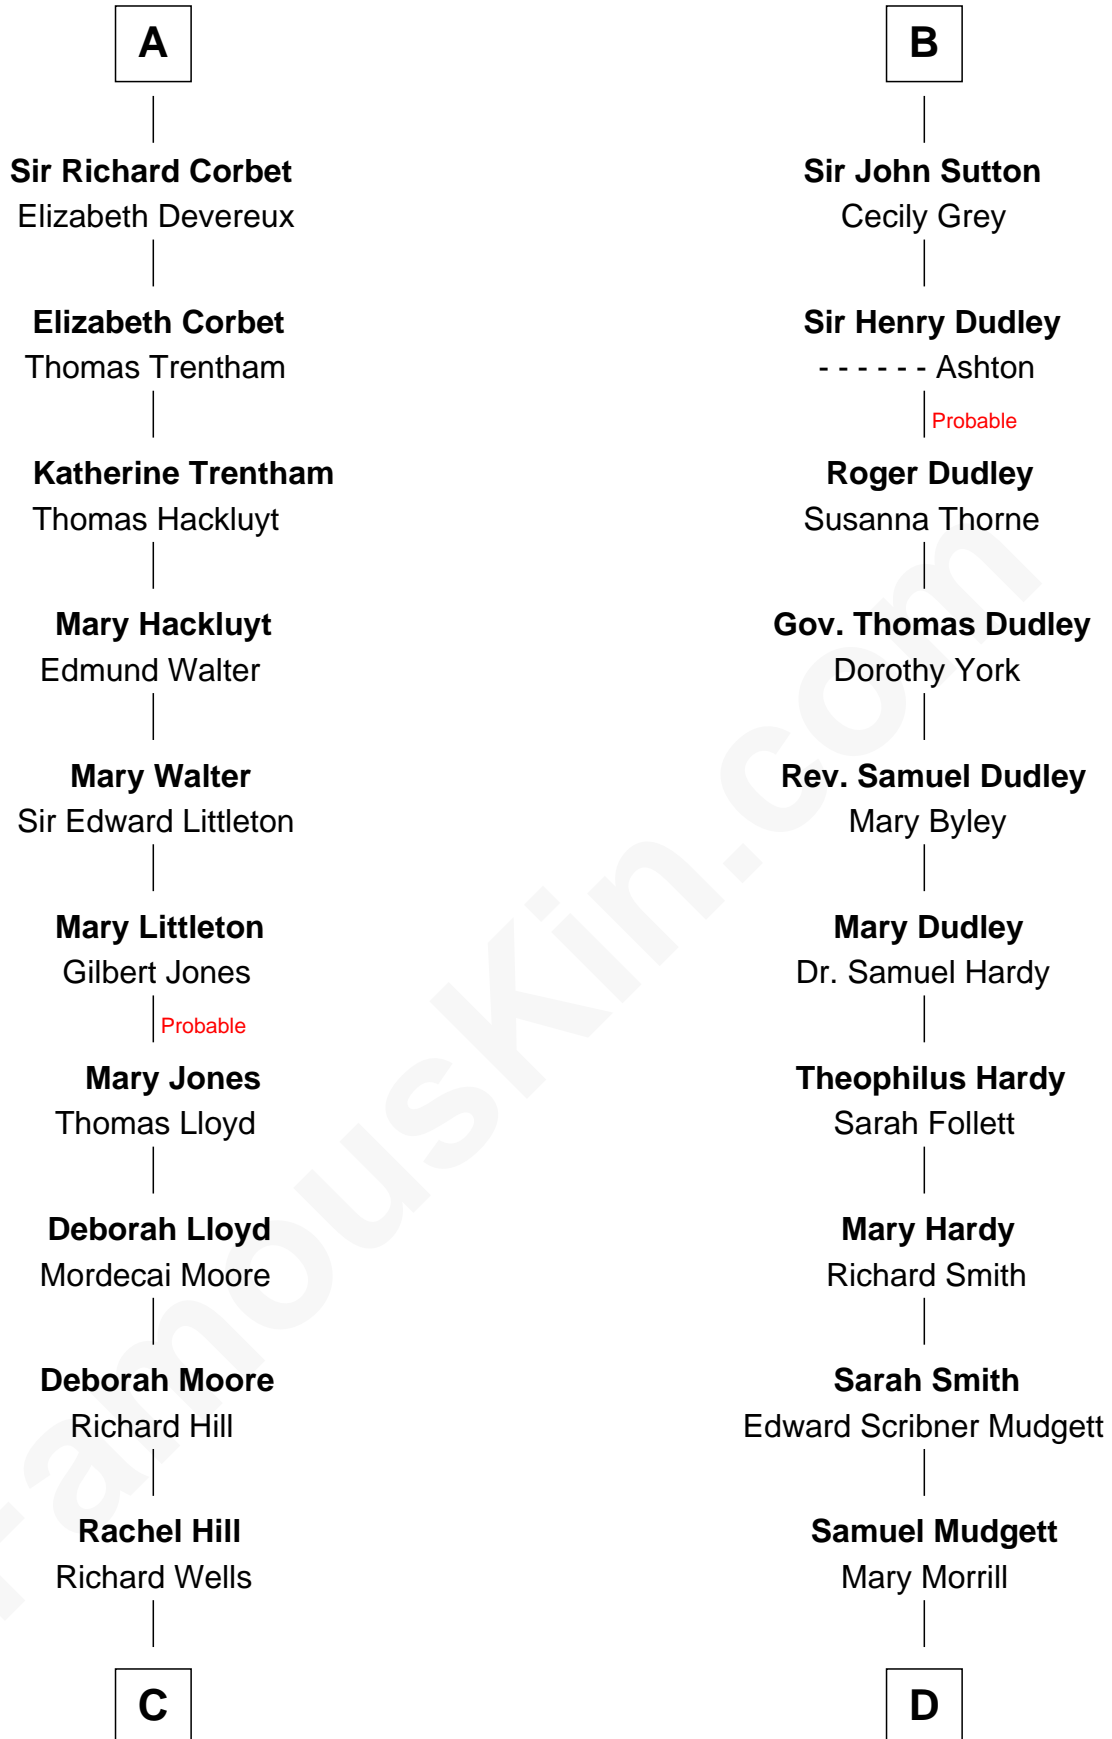 A
Sir Richard Corbet
Elizabeth Devereux
Elizabeth Corbet
Thomas Trentham
Katherine Trentham
Thomas Hackluyt
Mary Hackluyt
Edmund Walter
Mary Walter
Sir Edward Littleton
Mary Littleton
Gilbert Jones
Probable
Mary Jones
Thomas Lloyd
Deborah Lloyd
Mordecai Moore
Deborah Moore
Richard Hill
Rachel Hill
Richard Wells
C
B
Sir John Sutton
Cecily Grey
Sir Henry Dudley
- - - - - - Ashton
Probable
Roger Dudley
Susanna Thorne
Gov. Thomas Dudley
Dorothy York
Rev. Samuel Dudley
Mary Byley
Mary Dudley
Dr. Samuel Hardy
Theophilus Hardy
Sarah Follett
Mary Hardy
Richard Smith
Sarah Smith
Edward Scribner Mudgett
Samuel Mudgett
Mary Morrill
D
FamousKin.com